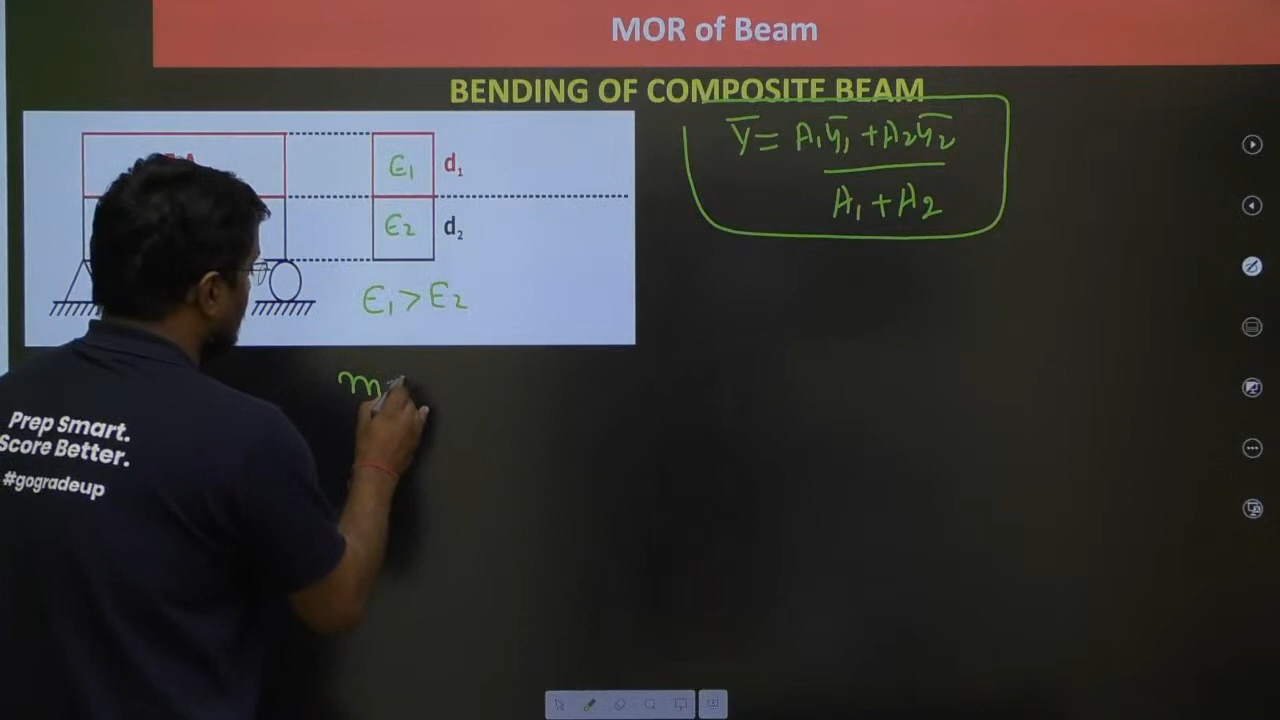 MOR of Beam
BENDING OF COMPOSITE BEAM
E1
d1
E2
d2
E1 > E2
ȳ = A1ȳ1 + A2ȳ2
A1 + A2
m
Prep Smart.
Score Better.
#gogradeup